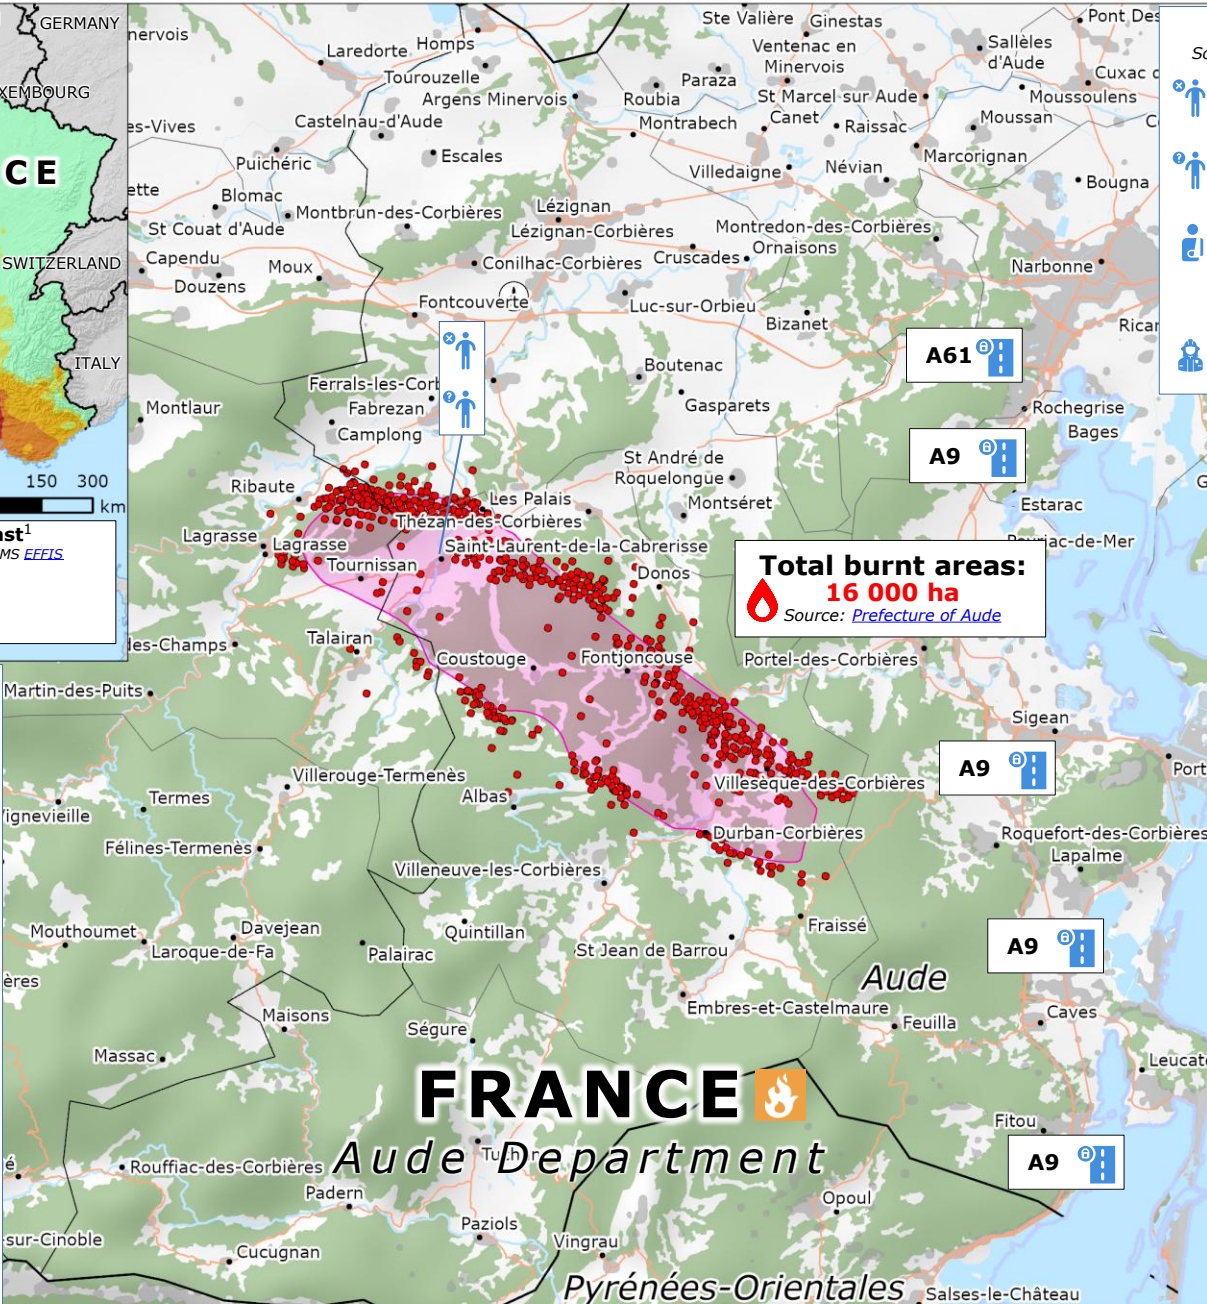 GERMANY
CE
SWITZERLAND
ITALY
150 300
km
EFFIS
Ste Valière
Ginestas
Laredorte
Homps
Ventenac en
Minervois
Sallèles
d'Aude
Tourouzelle
Paraza
Argens Minervois
Roubia
St Marcel sur Aude
Moussoulens
Castelnau-d'Aude
Montrabech
Canet
Raissac
Moussan
Puichéric
Escales
Villedaigne
Névian
Marcorignan
Bougna
Blomac
Montbrun-des-Corbières
Lézignan
St Couat d'Aude
Lézignan-Corbières
Montredon-des-Corbières
Ornaisons
Capendu
Moux
Conilhac-Corbières
Cruscades
Narbonne
Douzens
Fontcouverte
Luc-sur-Orbieu
Bizanet
A61
Boutenac
Fabrezan
Gasparets
Montlaur
Camplong
Rochegrise
Bages
A9
St André de
Roquelongue
Ribaute
Les Palais
Montséret
Estarac
Thézan-des-Corbières
Lagrasse
Lagrasse
Saint-Laurent-de-la-Cabrerisse
Tournissan
Donos
Total burnt areas:
16 000 ha
Source: Prefecture of Aude
Talairan
Coustouge
Fontjoncouse
Portel-des-Corbières
Martin-des-Puits
Sigean
A9
Villerouge-Termenès
Villesèque-des-Corbières
Termes
Albas
Félines-Termenès
Durban-Corbières
Roquefort-des-Corbières
Lapalme
Villeneuve-les-Corbières
Mouthoumet
Davejean
Quintillan
Fraissé
Laroque-de-Fa
Palairac
St Jean de Barrou
A9
Aude
Maisons
Ségure
Embres-et-Castelmaure
Feuilla
Caves
Massac
FRANCE
Fitou
Aude Department
A9
Rouffiac-des-Corbières
Padern
Opoul
Paziols
Cucugnan
Vingrau
Pyrénées-Orientales
Salses-le-Château